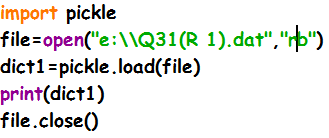 import pickle
file=open("e:\\Q31(R 1).dat","rb")
dict1=pickle.load(file)
print(dict1)
file.close()